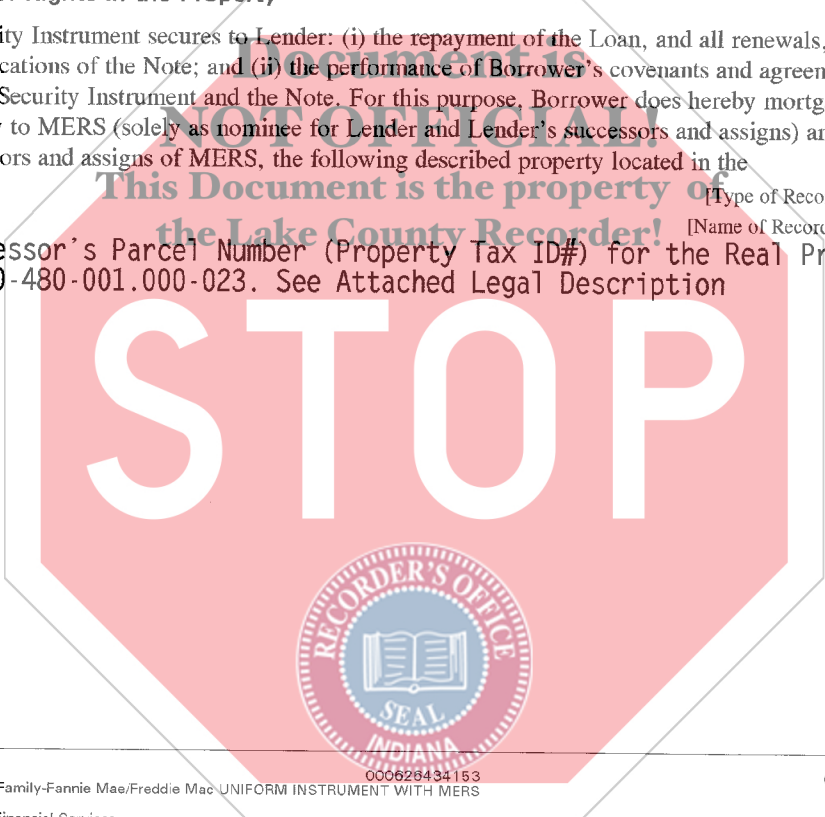 ity Instrument secures to Lender: (i) the repayment of the Loan, and all renewals,
cations of the Note; and (ii) the performance of Borrower's covenants and agreem
Document is
Security Instrument and the Note. For this purpose, Borrower does hereby mortg
to MERS (solely as nominee for Lender and Lender's successors and assigns) an
NOT OFFICIAL!
ors and assigns of MERS, the following described property located in the
This Document is the property of
[Type of Reco
the Lake County Recorder!
[Name of Record
essor's Parcel Number (Property Tax ID#) for the Real Pr
-480-001.000-023. See Attached Legal Description
STOP
RECORDER'S OFFICE
SEAL
INDIANA
000626434153
Family-Fannie Mae/Freddie Mac UNIFORM INSTRUMENT WITH MERS